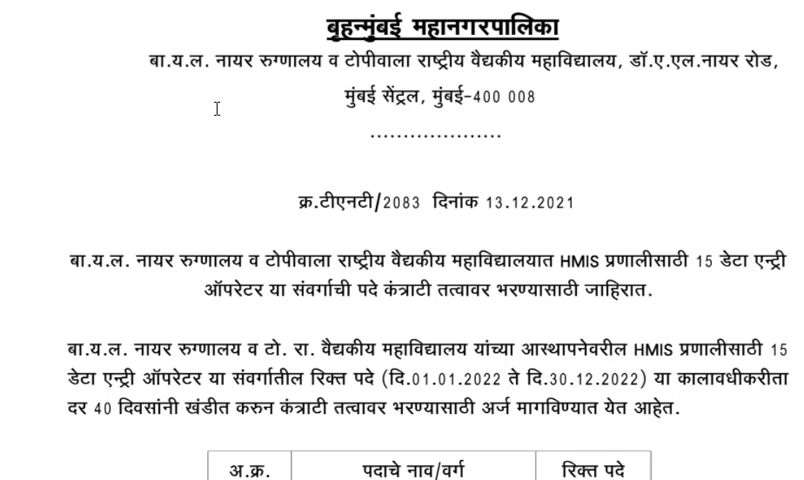 बृहन्मुंबई महानगरपालिका
बा.य.ल. नायर रुग्णालय व टोपीवाला राष्ट्रीय वैद्यकीय महाविद्यालय, डॉ.ए.एल.नायर रोड,
मुंबई सेंट्रल, मुंबई-400 008
....................
क्र.टीएनटी/2083 दिनांक 13.12.2021
बा.य.ल. नायर रुग्णालय व टोपीवाला राष्ट्रीय वैद्यकीय महाविद्यालयात HMIS प्रणालीसाठी 15 डेटा एन्ट्री
ऑपरेटर या संवर्गाची पदे कंत्राटी तत्वावर भरण्यासाठी जाहिरात.
बा.य.ल. नायर रुग्णालय व टो. रा. वैद्यकीय महाविद्यालय यांच्या आस्थापनेवरील HMIS प्रणालीसाठी 15
डेटा एन्ट्री ऑपरेटर या संवर्गातील रिक्त पदे (दि.01.01.2022 ते दि.30.12.2022) या कालावधीकरीता
दर 40 दिवसांनी खंडीत करुन कंत्राटी तत्वावर भरण्यासाठी अर्ज मागविण्यात येत आहेत.
अ.क्र. पदाचे नाव/वर्ग रिक्त पदे